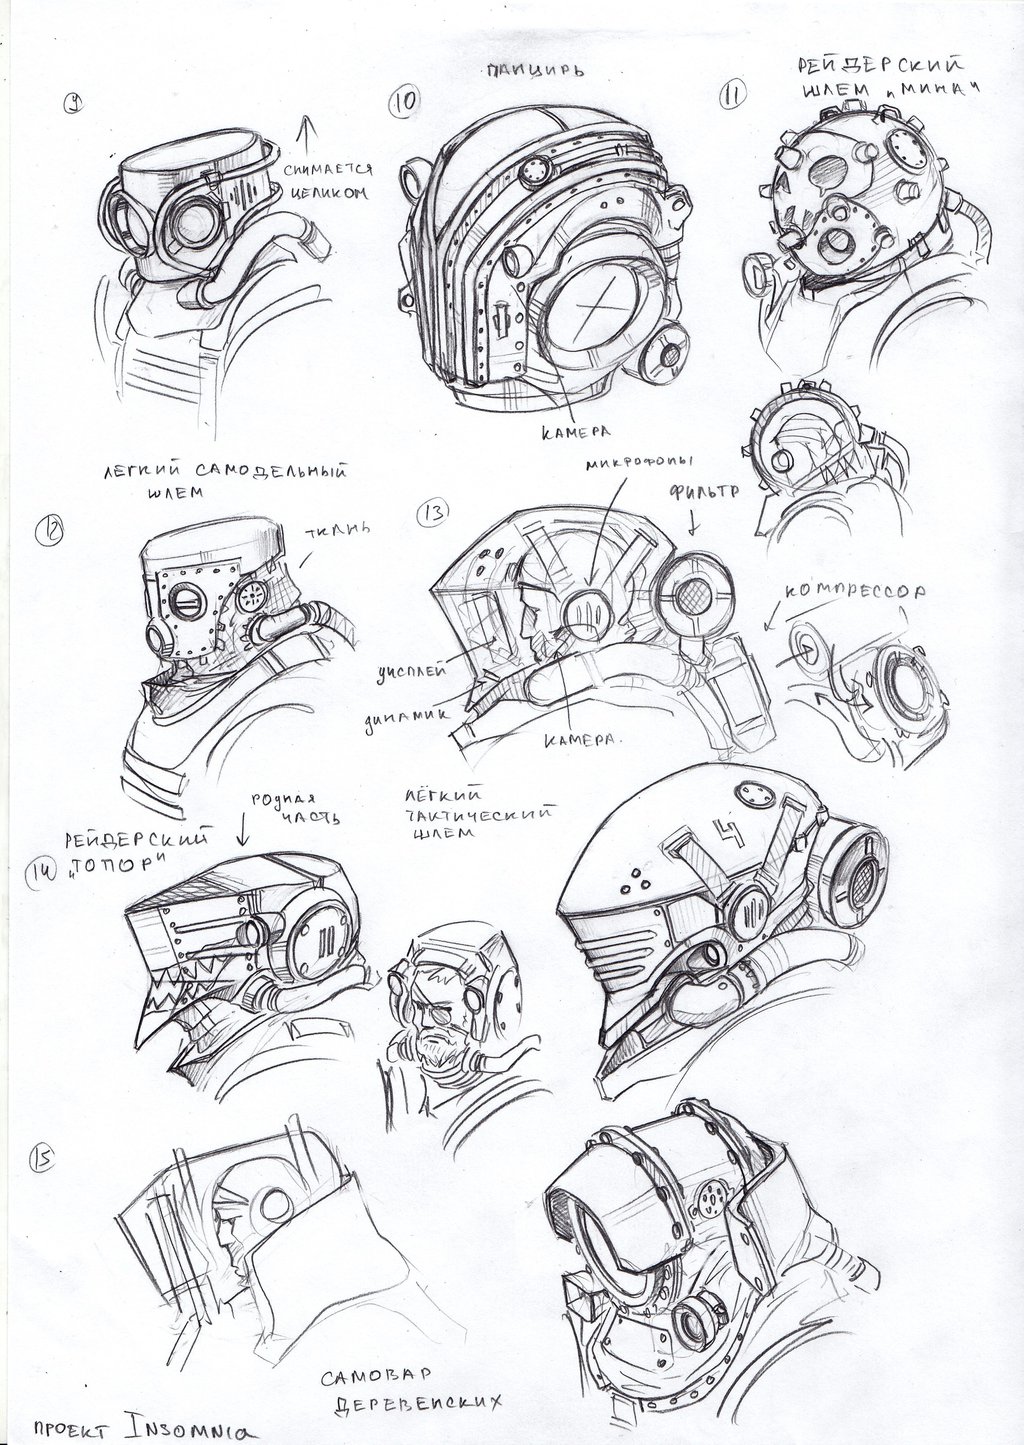 9
СНИМАЕТСЯ
ЦЕЛИКОМ
10
ПАНЦИРЬ
КАМЕРА
11
РЕЙДЕРСКИЙ
ШЛЕМ „МИНА"
ЛЕГКИЙ САМОДЕЛЬНЫЙ
ШЛЕМ
12
ТКАНЬ
13
МИКРОФОНЫ
ФИЛЬТР
КОМПРЕССОР
ДИСПЛЕЙ
ДИНАМИК
КАМЕРА.
РОДНАЯ
ЧАСТЬ
РЕЙДЕРСКИЙ
14 „ТОПОР"
ЛЁГКИЙ
ТАКТИЧЕСКИЙ
ШЛЕМ
4
15
САМОВАР
ДЕРЕВЕНСКИХ
ПРОЕКТ INSOMNIA